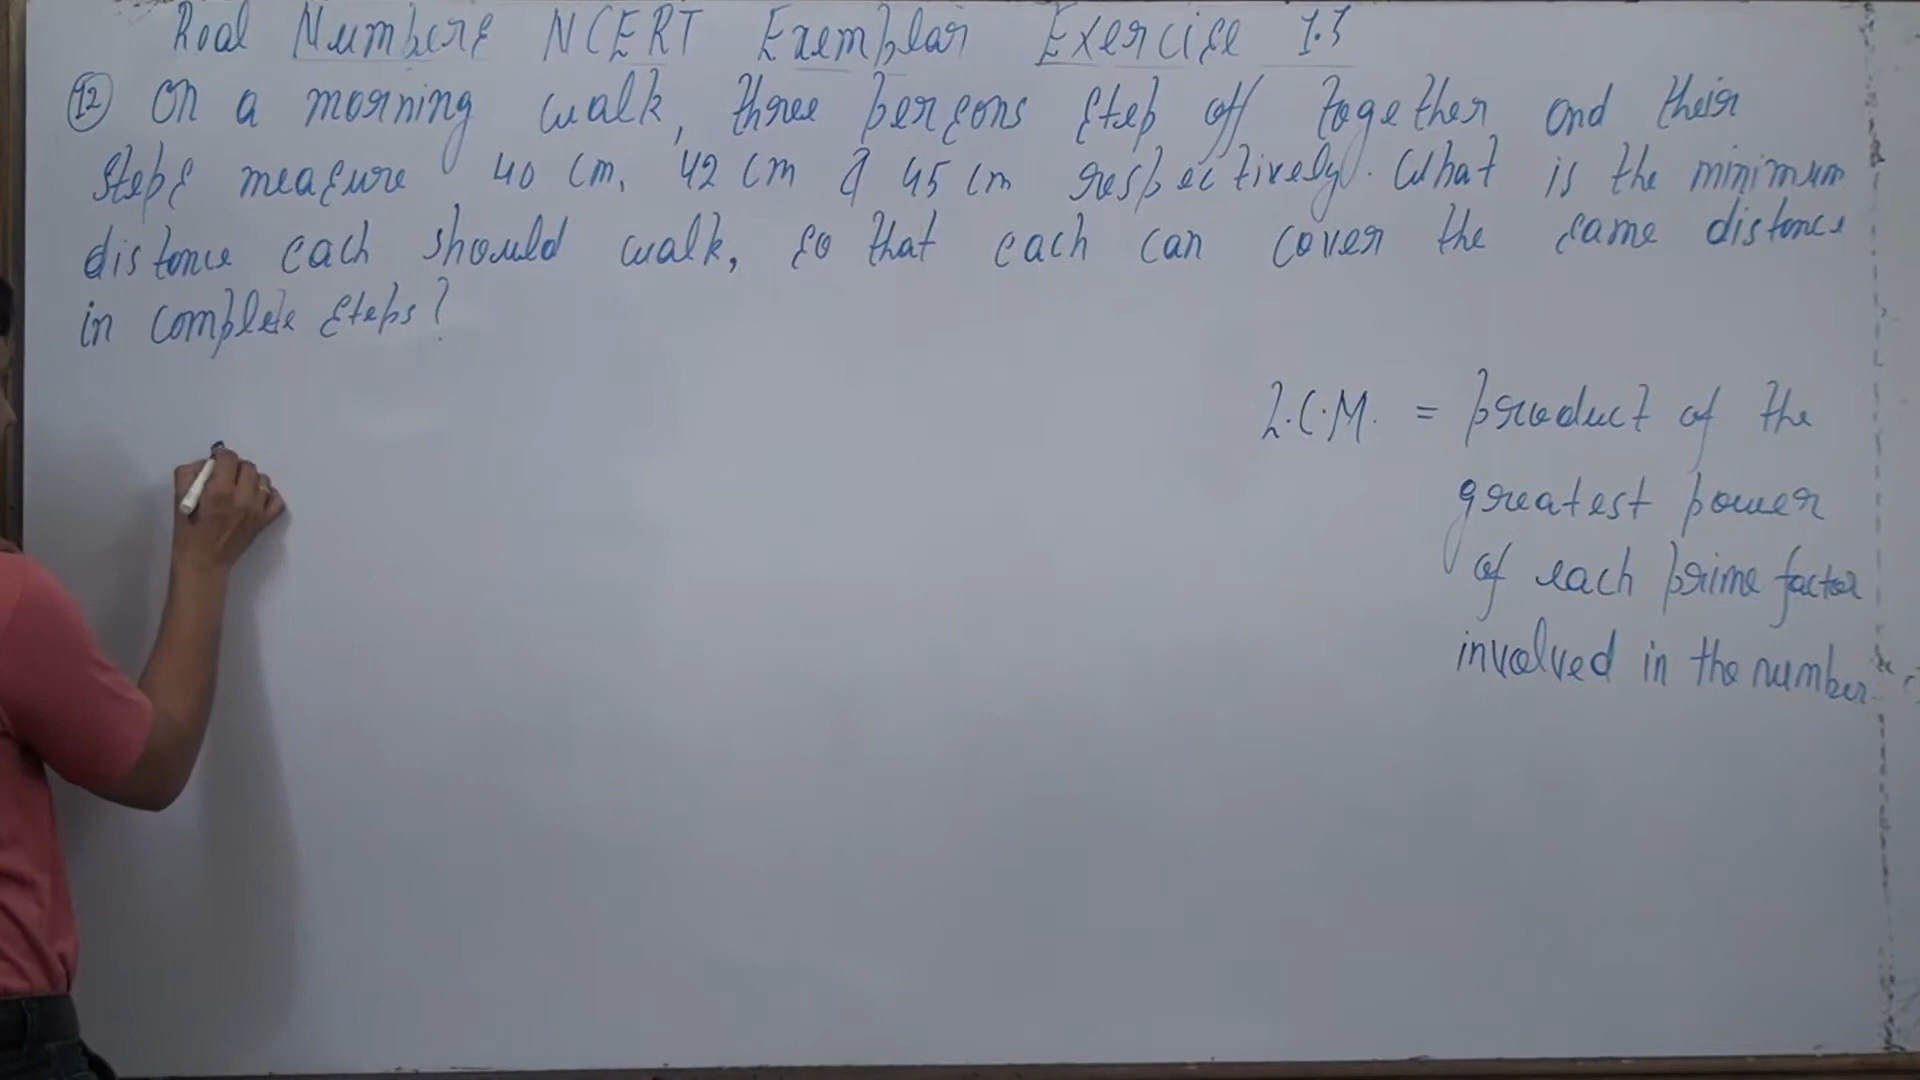 Real Numbers NCERT Exemplar Exercise 1.3
12 On a morning walk, three persons step off together and their
steps measure 40 cm, 42 cm & 45 cm respectively. What is the minimum
distance each should walk, so that each can cover the same distance
in complete steps?
L.C.M. = product of the
greatest power
of each prime factor
involved in the number